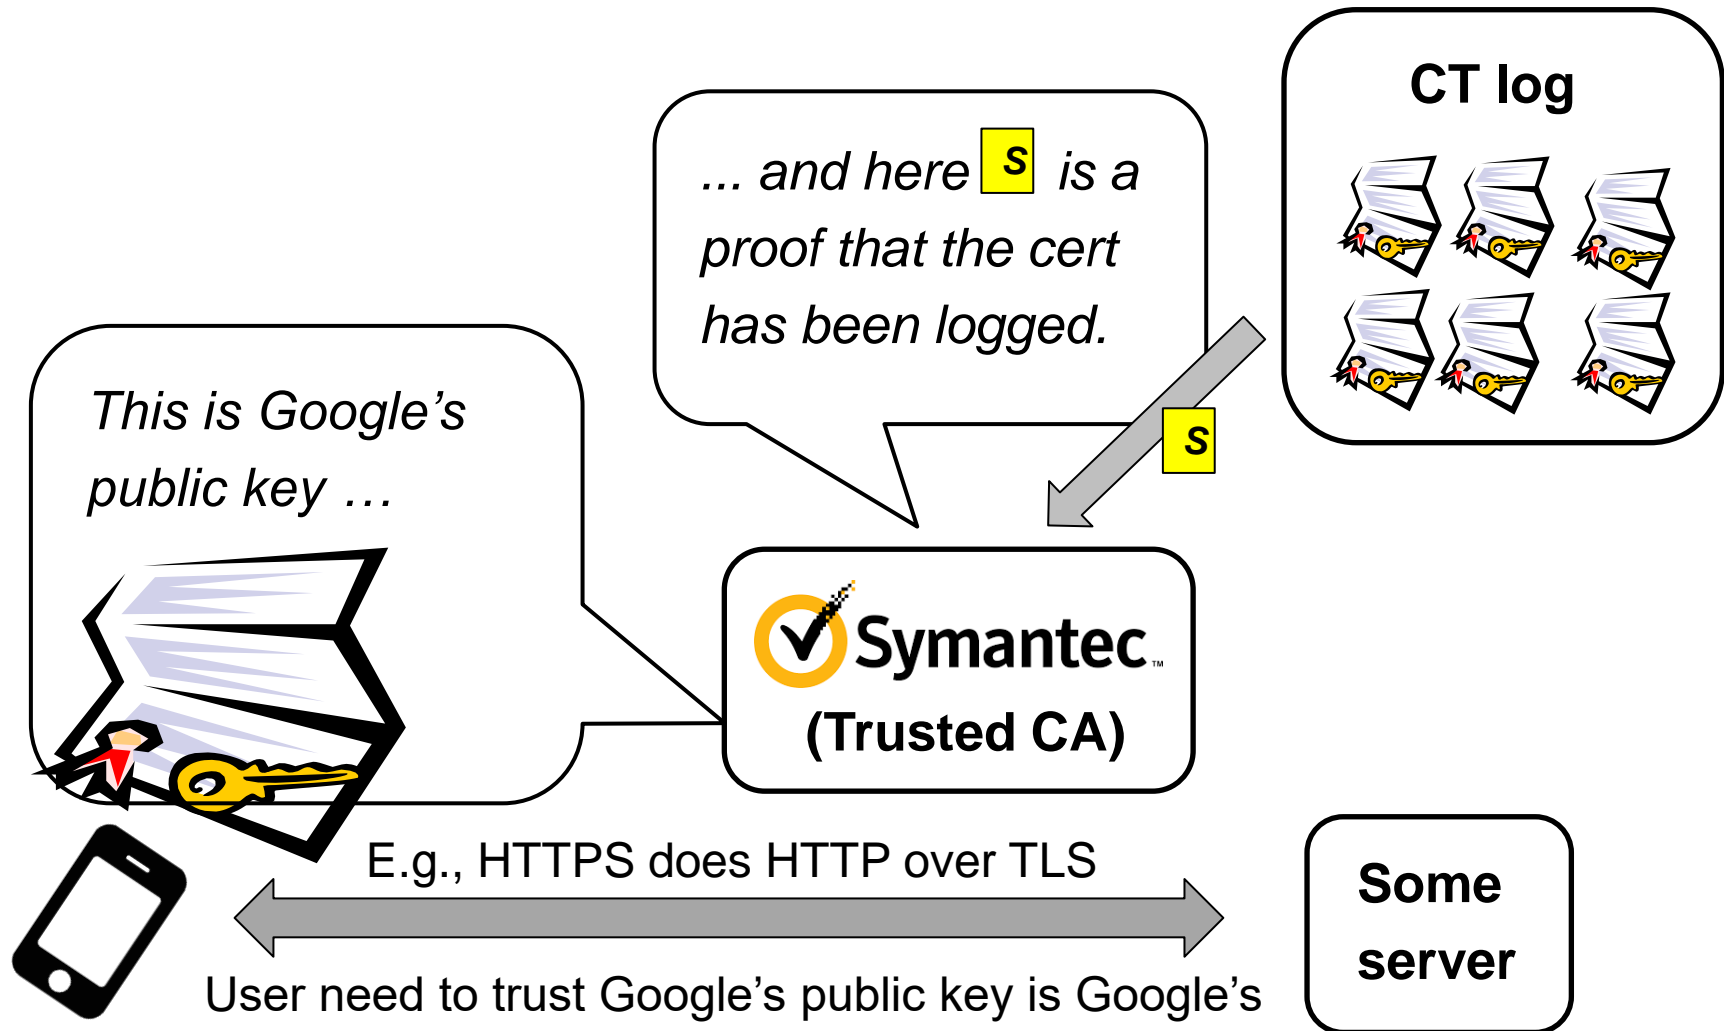 CT log
... and here S is a
proof that the cert
has been logged.
S
This is Google’s
public key …
Symantec™
(Trusted CA)
E.g., HTTPS does HTTP over TLS
User need to trust Google’s public key is Google’s
Some
server